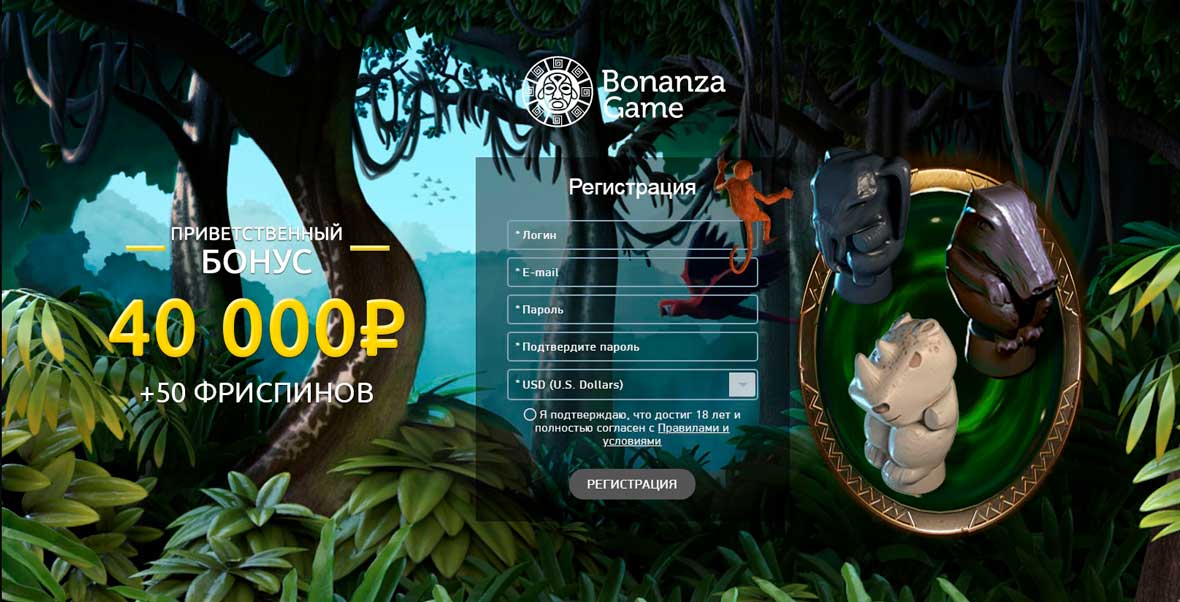 Bonanza
Game
ПРИВЕТСТВЕННЫЙ
БОНУС
40 000₽
+50 ФРИСПИНОВ
Регистрация
* Логин
* E-mail
* Пароль
* Подтвердите пароль
* USD (U.S. Dollars)
Я подтверждаю, что достиг 18 лет и
полностью согласен с Правилами и
условиями
РЕГИСТРАЦИЯ